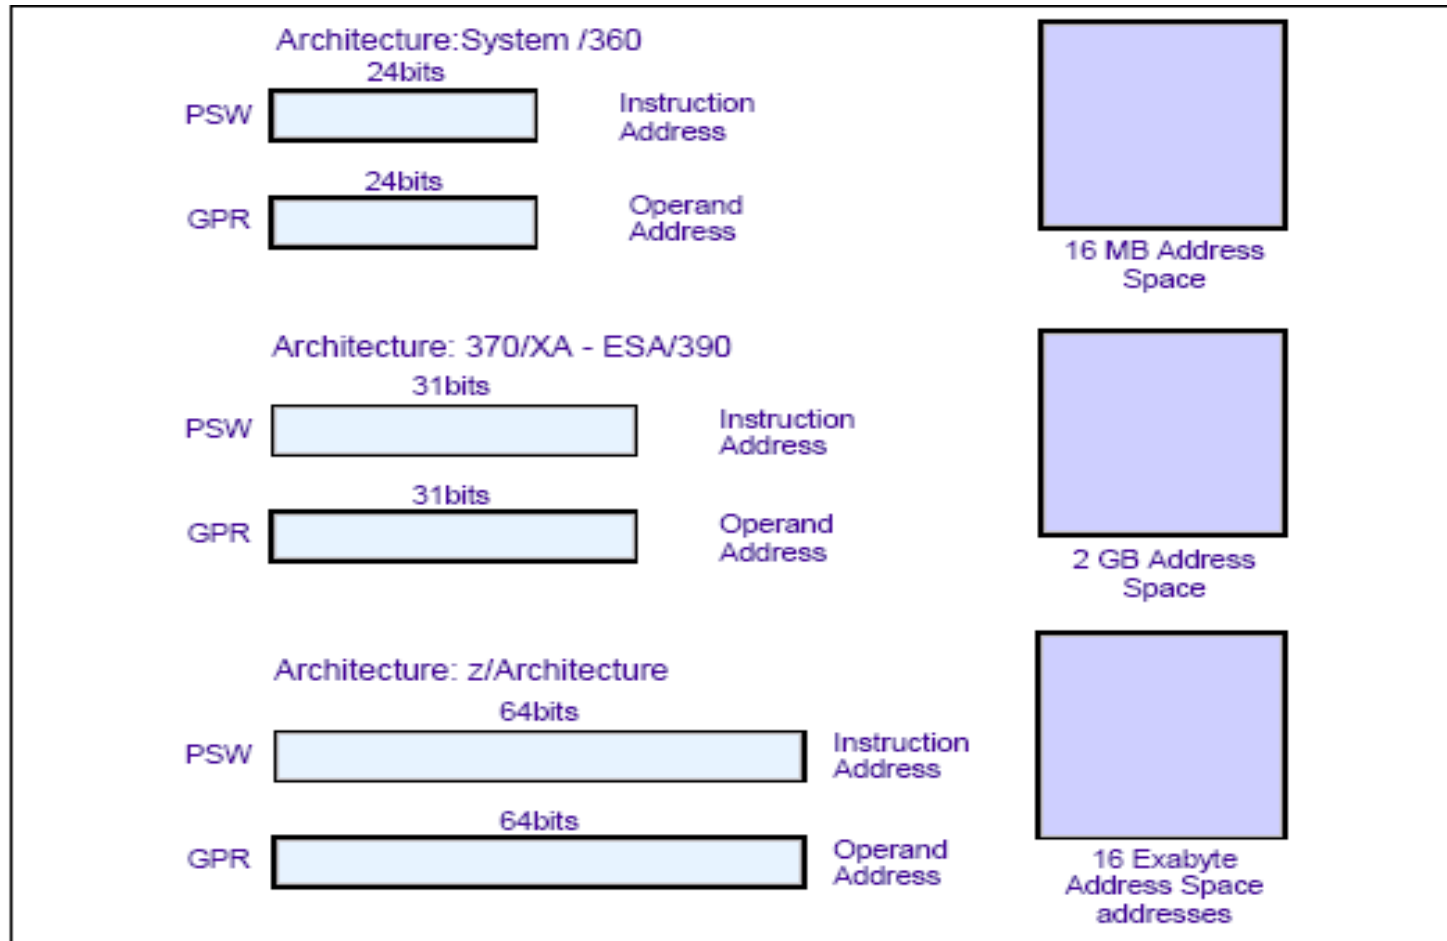 Architecture:System /360
24bits
PSW
Instruction
Address
24bits
GPR
Operand
Address
16 MB Address
Space
Architecture: 370/XA - ESA/390
31bits
PSW
Instruction
Address
31bits
GPR
Operand
Address
2 GB Address
Space
Architecture: z/Architecture
64bits
PSW
Instruction
Address
64bits
GPR
Operand
Address
16 Exabyte
Address Space
addresses